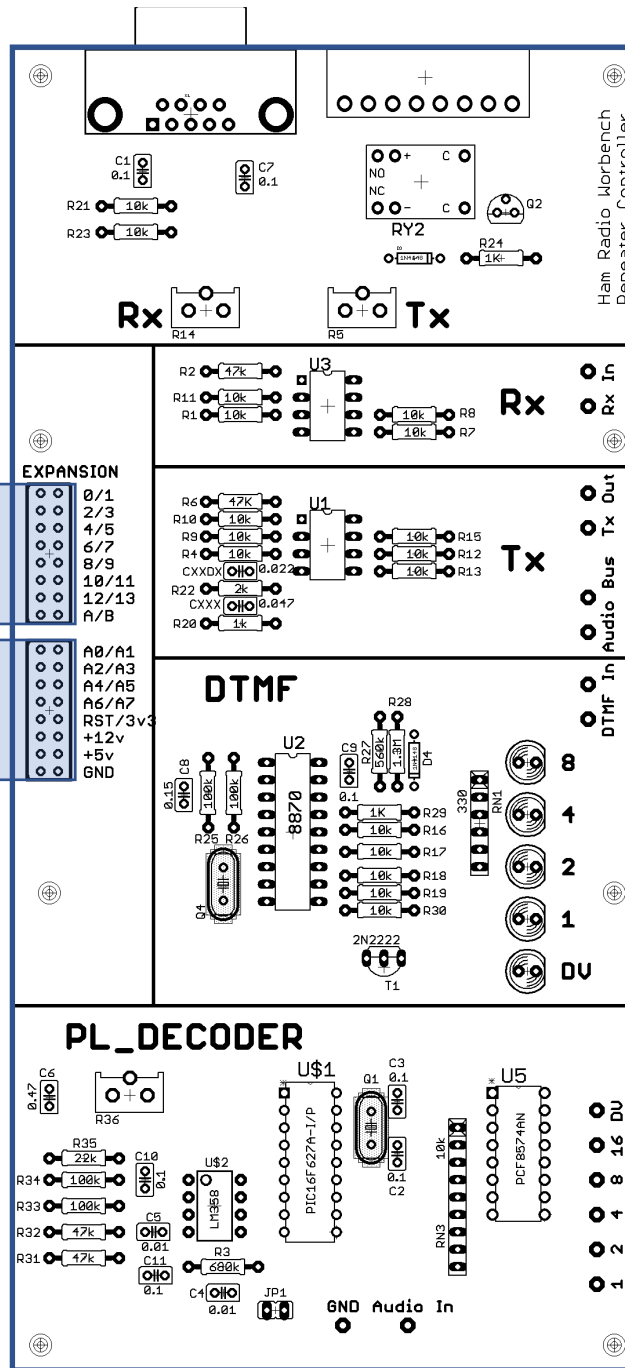 X1
C1
0.1
C7
0.1
R21
10k
R23
10k
+
C
NO
NC
-
C
RY2
Q2
1N4148
R24
1K
Ham Radio Worbench
Repeater Controller
Rx
R14
R5
Tx
R2
47k
R11
10k
R1
10k
U3
10k
R8
10k
R7
Rx
Rx In
EXPANSION
0/1
2/3
4/5
6/7
8/9
10/11
12/13
A/B
R6
47K
R10
10k
R9
10k
R4
10k
CXXDX
0.022
R22
2k
CXXX
0.047
R20
1k
U1
10k
R15
10k
R12
10k
R13
Tx
Tx Out
Audio Bus
A0/A1
A2/A3
A4/A5
A6/A7
RST/3v3
+12v
+5v
GND
DTMF
DTMF In
C8
0.15
100k
100k
R25
R26
Q4
U2
8870
C9
0.1
R27
560k
R28
1.3M
D4
1N4148
1K
R29
10k
R16
10k
R17
10k
R18
10k
R19
10k
R30
2N2222
T1
330
RN1
8
4
2
1
DV
PL_DECODER
C6
0.47
R36
R35
22k
R34
100k
R33
100k
R32
47k
R31
47k
C10
0.1
C5
0.01
C11
0.1
U$2
LM358
R3
680k
C4
0.01
JP1
U$1
PIC16F627A-I/P
Q1
C3
0.1
0.1
C2
10k
RN3
U5
PCF8574AN
DV
16
8
4
2
1
GND
Audio In